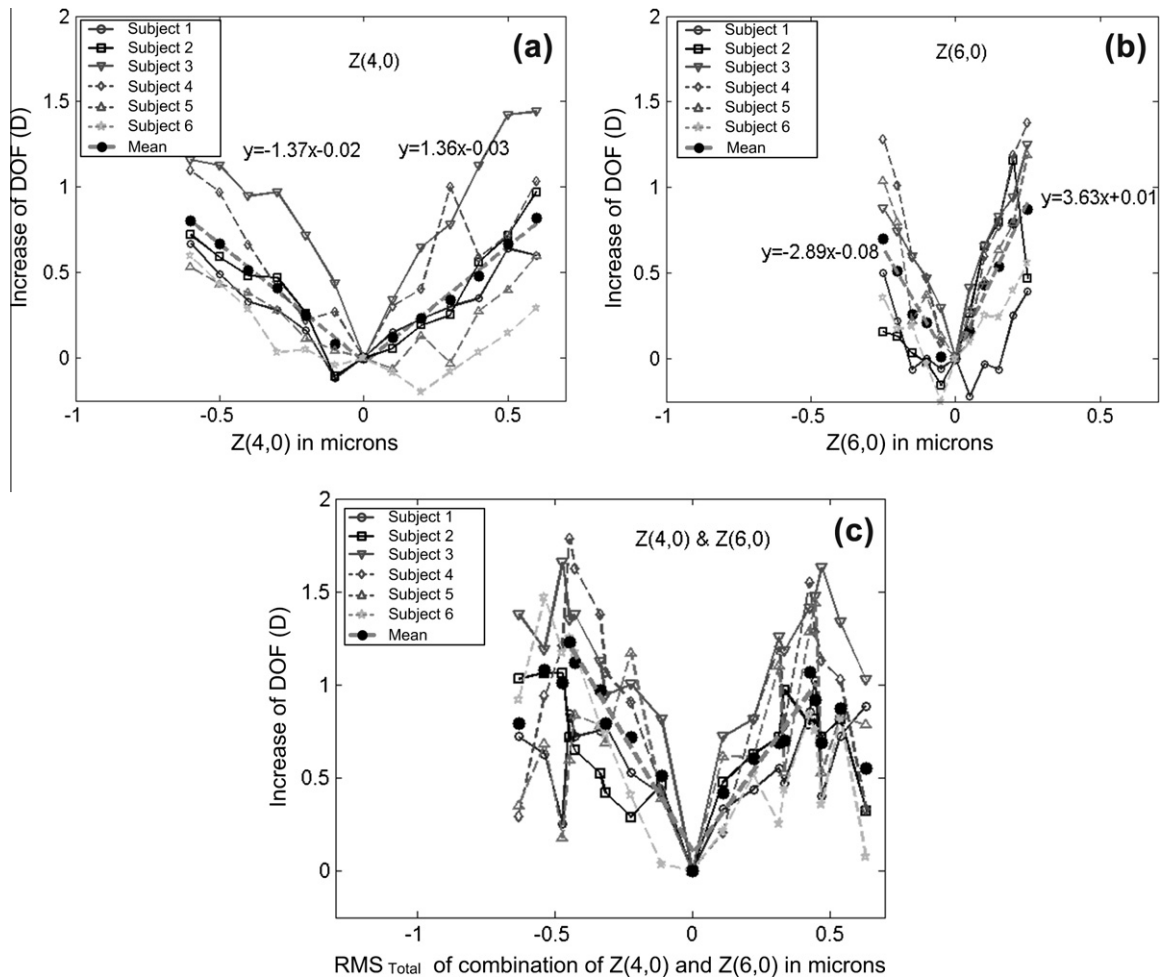 (a)
Z(4,0)
Subject 1
Subject 2
Subject 3
Subject 4
Subject 5
Subject 6
Mean
y=-1.37x-0.02
y=1.36x-0.03
Increase of DOF (D)
2
1.5
1
0.5
0
-1
-0.5
0
0.5
Z(4,0) in microns
(b)
Z(6,0)
Subject 1
Subject 2
Subject 3
Subject 4
Subject 5
Subject 6
Mean
y=-2.89x-0.08
y=3.63x+0.01
Increase of DOF (D)
2
1.5
1
0.5
0
-1
-0.5
0
0.5
Z(6,0) in microns
(c)
Z(4,0) & Z(6,0)
Subject 1
Subject 2
Subject 3
Subject 4
Subject 5
Subject 6
Mean
Increase of DOF (D)
2
1.5
1
0.5
0
-1
-0.5
0
0.5
RMS Total of combination of Z(4,0) and Z(6,0) in microns